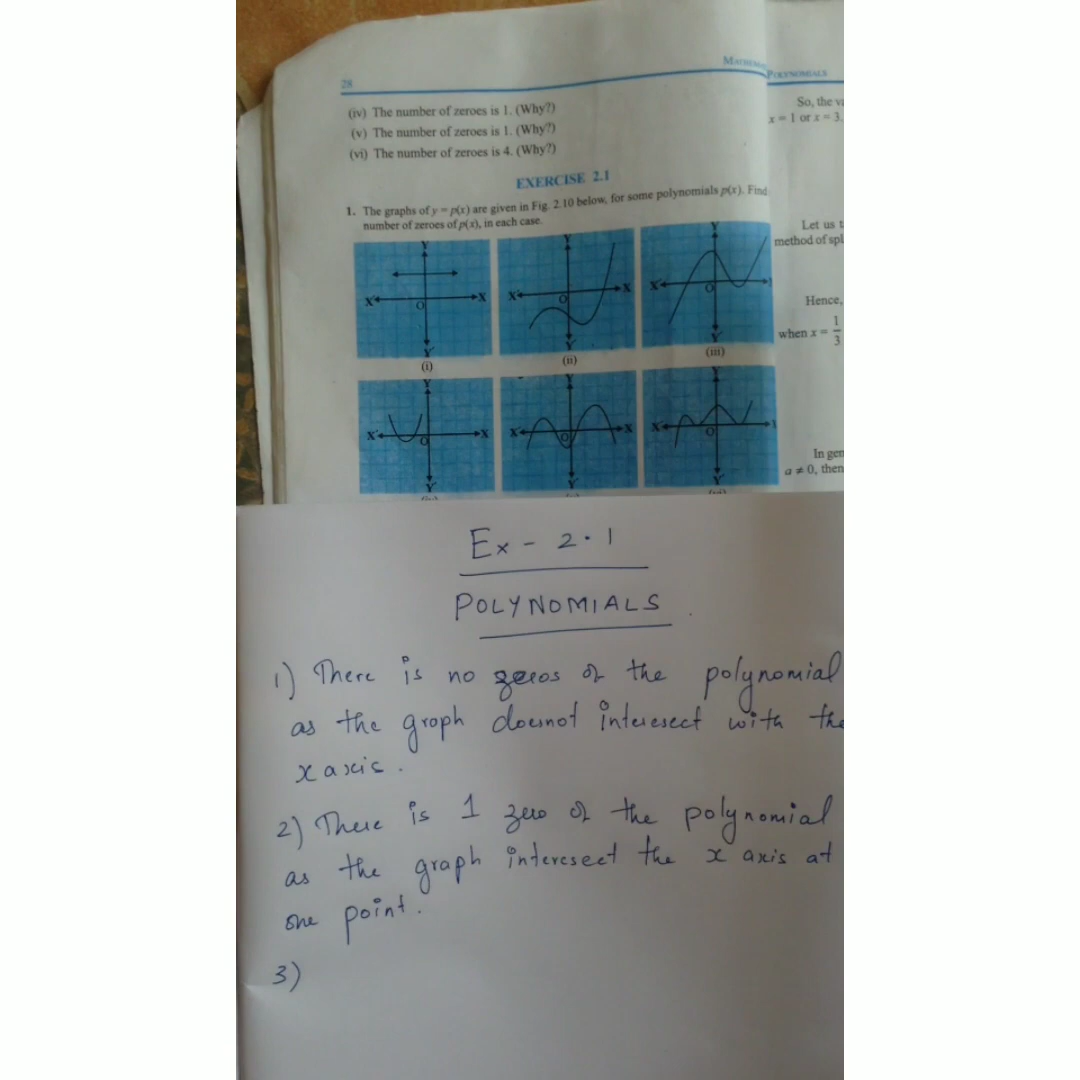 28
MATHEM
POLYNOMIALS
(iv) The number of zeroes is 1. (Why?)
(v) The number of zeroes is 1. (Why?)
(vi) The number of zeroes is 4. (Why?)
EXERCISE 2.1
1. The graphs of y = p(x) are given in Fig. 2.10 below, for some polynomials p(x). Find
number of zeroes of p(x), in each case.
Y Y Y
X' O X X' O X X' O
Y' Y' Y'
(i) (ii) (iii)
Y Y Y
X' O X X' O X X' O
Y' Y' Y'
So, the
x = 1 or x = 3.
Let us
method of
Hence,
when x = 1/3
In
a ≠ 0, then
Ex - 2.1
POLYNOMIALS
1) There is no zeros of the polynomial
as the graph doesnot interesect with the
x axis.
2) There is 1 zero of the polynomial
as the graph interesect the x axis at
one point.
3)